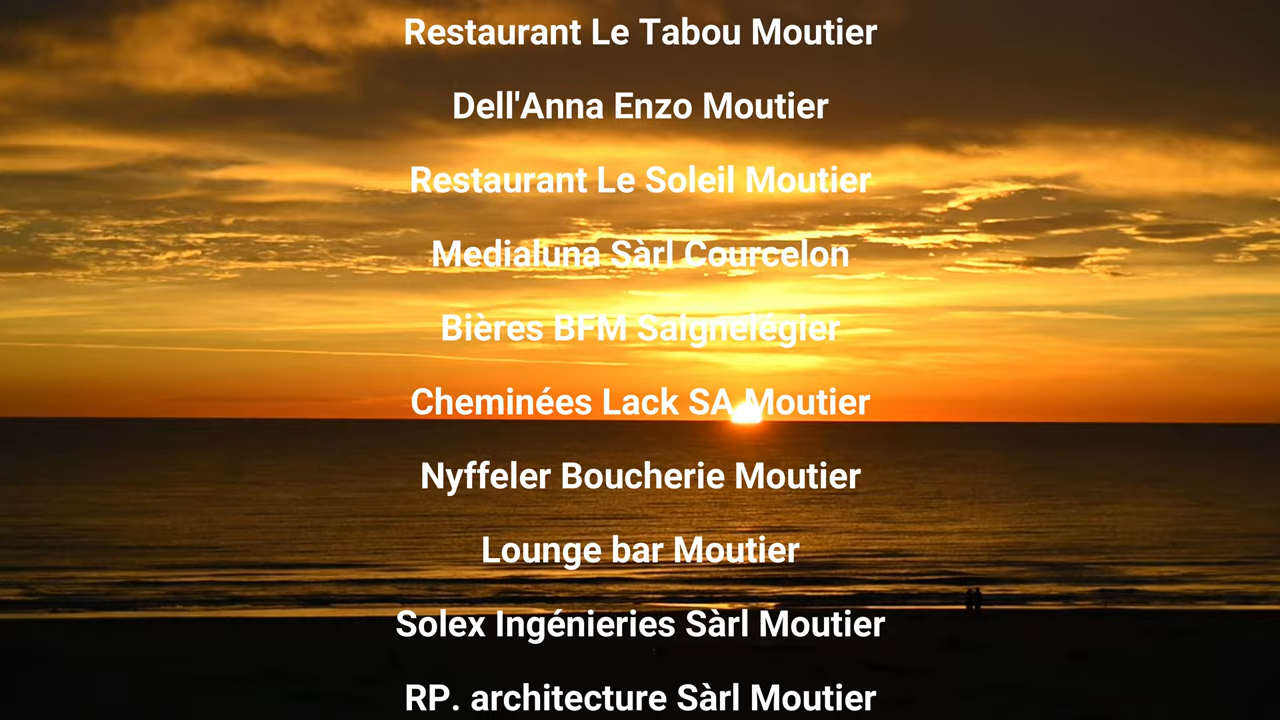 Restaurant Le Tabou Moutier
Dell'Anna Enzo Moutier
Restaurant Le Soleil Moutier
Medialuna Sàrl Courcelon
Bières BFM Saignelégier
Cheminées Lack SA Moutier
Nyffeler Boucherie Moutier
Lounge bar Moutier
Solex Ingénieries Sàrl Moutier
RP. architecture Sàrl Moutier